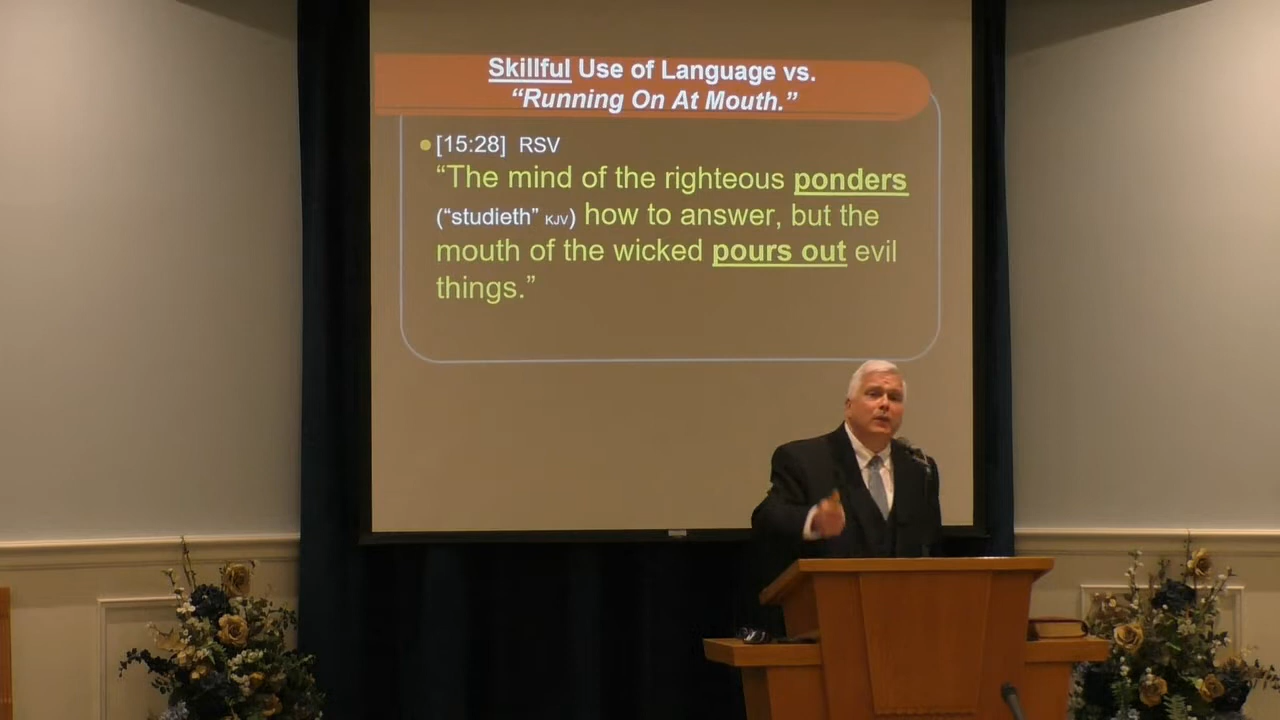 Skillful Use of Language vs.
“Running On At Mouth.”
[15:28] RSV
“The mind of the righteous ponders
(“studieth” KJV) how to answer, but the
mouth of the wicked pours out evil
things.”